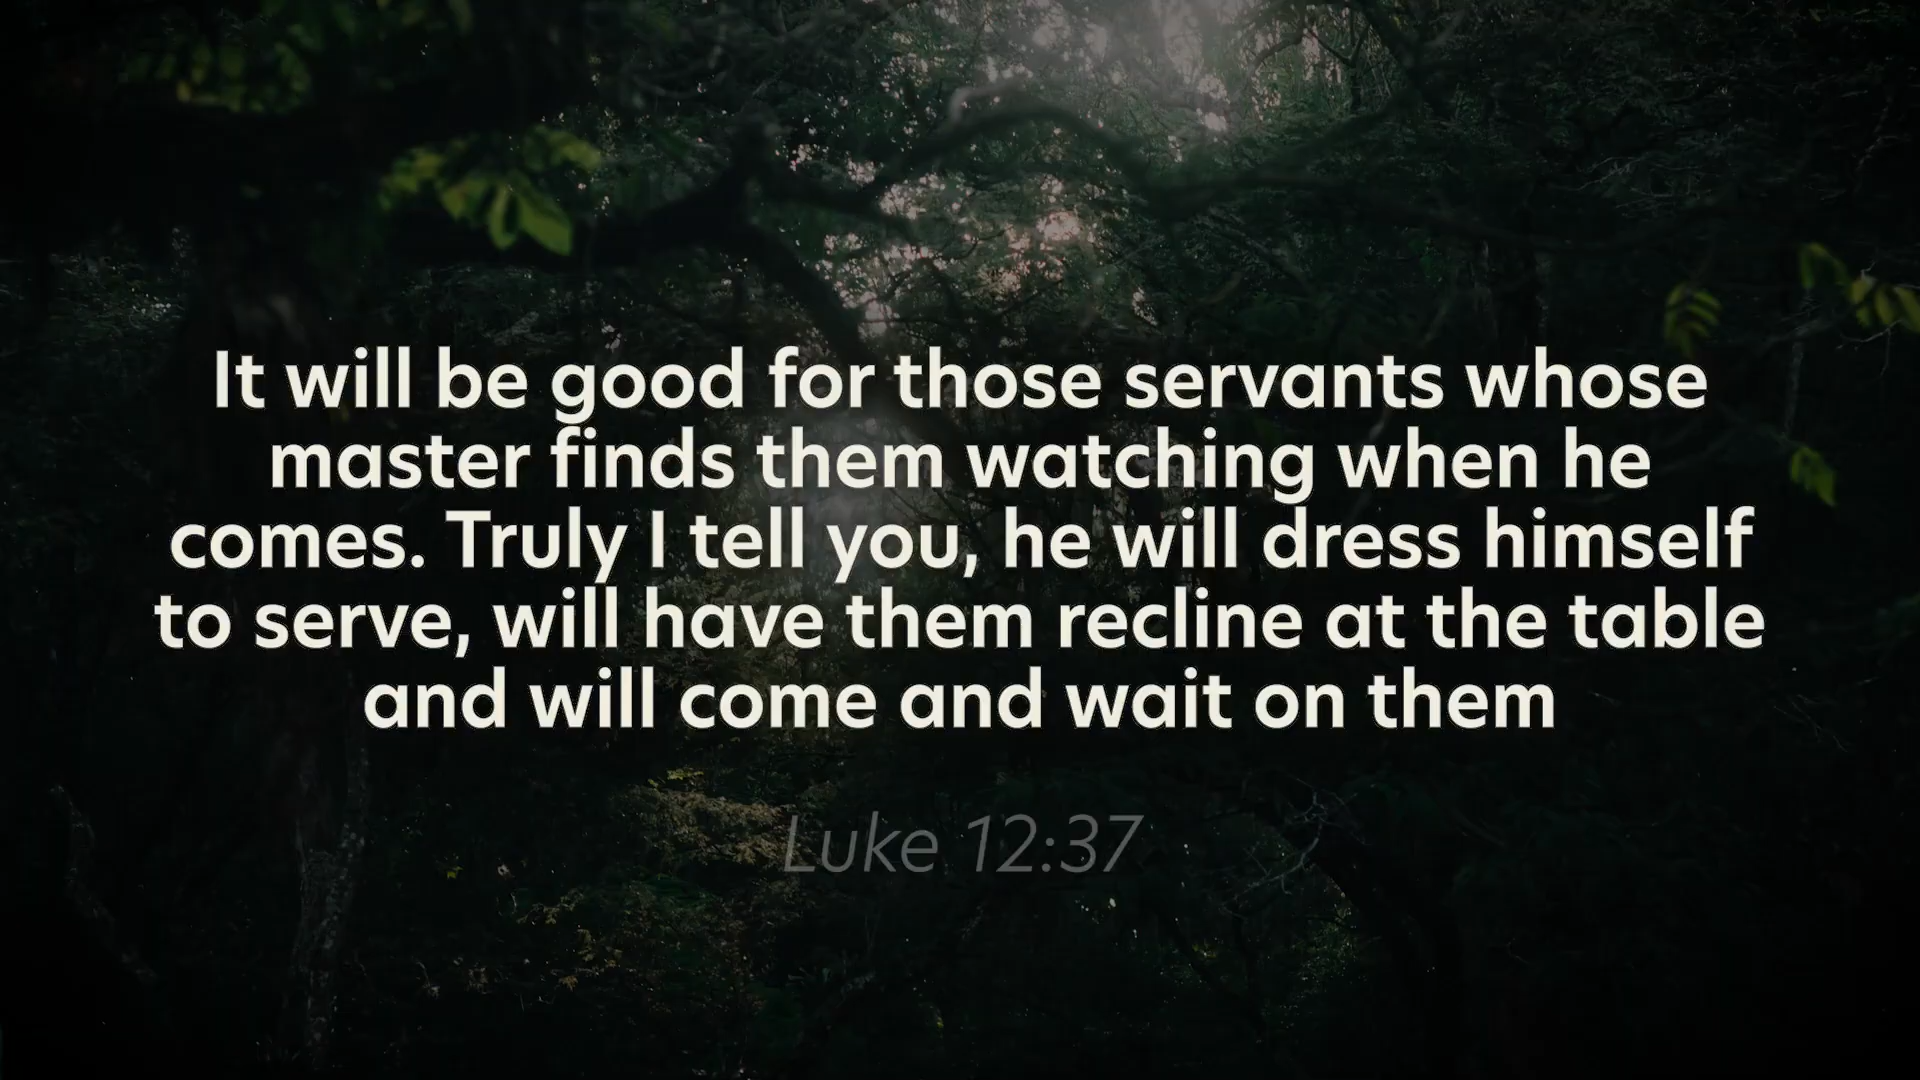 It will be good for those servants whose
master finds them watching when he
comes. Truly I tell you, he will dress himself
to serve, will have them recline at the table
and will come and wait on them
Luke 12:37